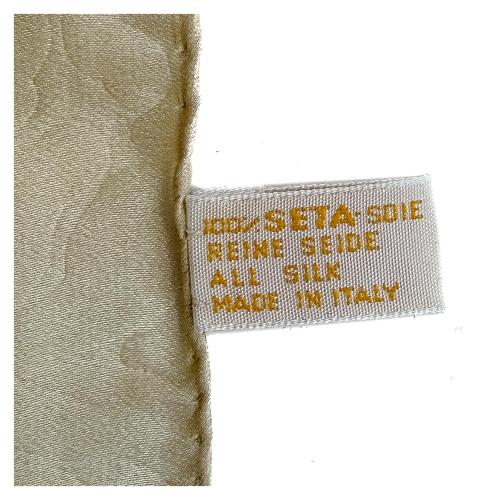 100% SETA-SOIE
REINE SEIDE
ALL SILK
MADE IN ITALY